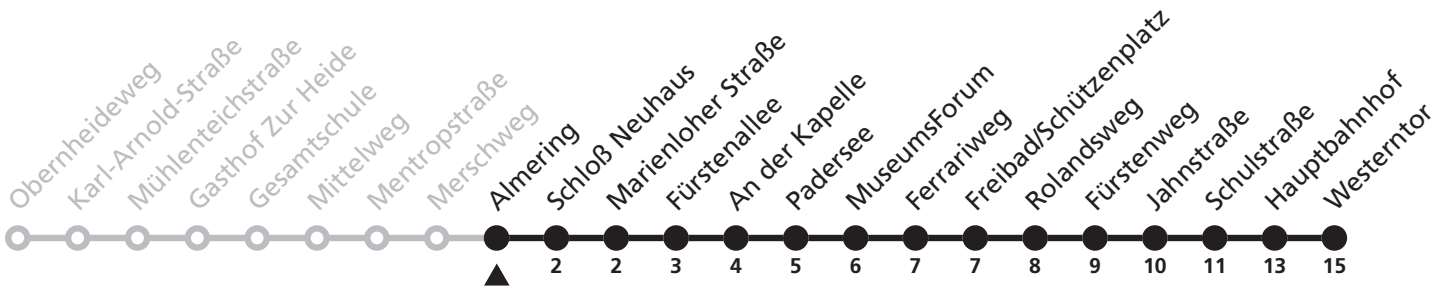 Obernheideweg
Karl-Arnold-Straße
Mühlenteichstraße
Gasthof Zur Heide
Gesamtschule
Mittelweg
Mentropstraße
Merschweg
Almering
Schloß Neuhaus
Marienloher Straße
Fürstenallee
An der Kapelle
Padersee
MuseumsForum
Ferrariweg
Freibad/Schützenplatz
Rolandsweg
Fürstenweg
Jahnstraße
Schulstraße
Hauptbahnhof
Westerntor
2 2 3 4 5 6 7 7 8 9 10 11 13 15